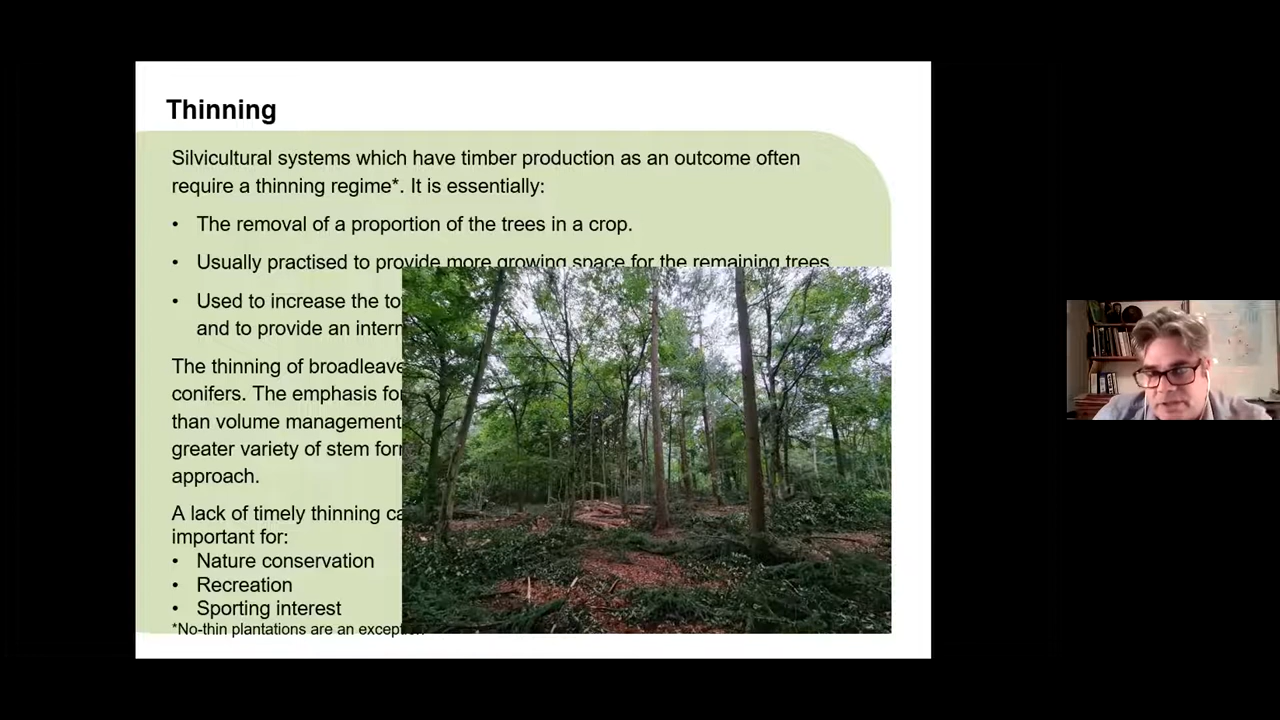 Thinning
Silvicultural systems which have timber production as an outcome often
require a thinning regime*. It is essentially:
• The removal of a proportion of the trees in a crop.
• Usually practised to provide more growing space for the remaining trees
• Used to increase the to
and to provide an interm
The thinning of broadleave
conifers. The emphasis for
than volume management
greater variety of stem form
approach.
A lack of timely thinning ca
important for:
• Nature conservation
• Recreation
• Sporting interest
*No-thin plantations are an exception